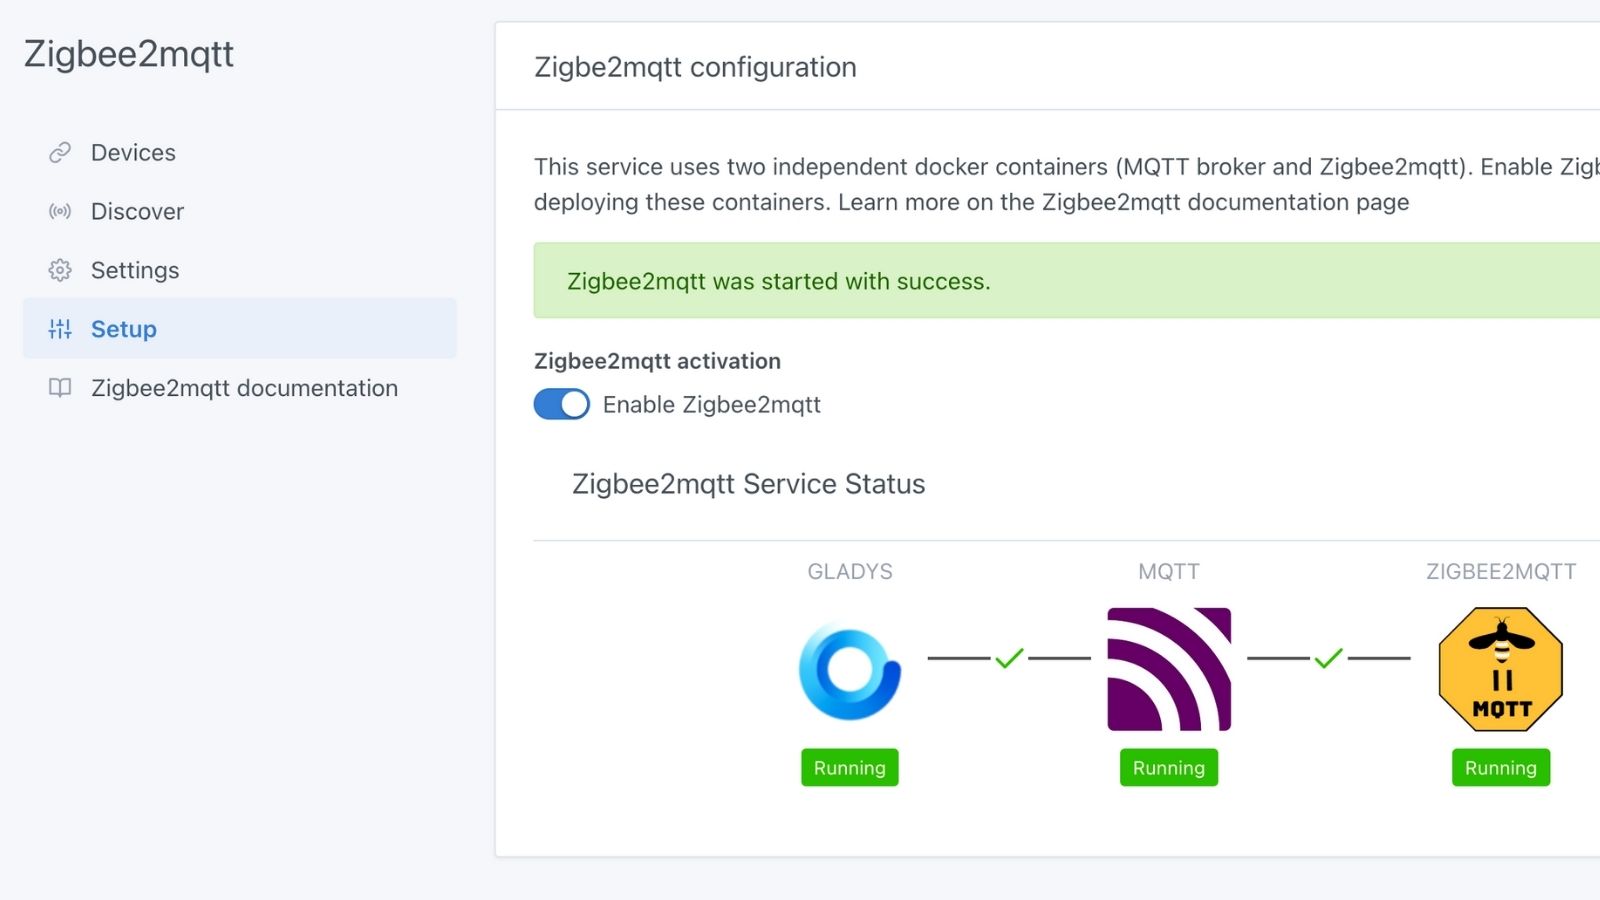 Zigbee2mqtt
Devices
Discover
Settings
Setup
Zigbee2mqtt documentation
Zigbe2mqtt configuration
This service uses two independent docker containers (MQTT broker and Zigbee2mqtt). Enable
deploying these containers. Learn more on the Zigbee2mqtt documentation page
Zigbee2mqtt was started with success.
Zigbee2mqtt activation
Enable Zigbee2mqtt
Zigbee2mqtt Service Status
GLADYS
MQTT
ZIGBEE2MQTT
MQTT
Running
Running
Running